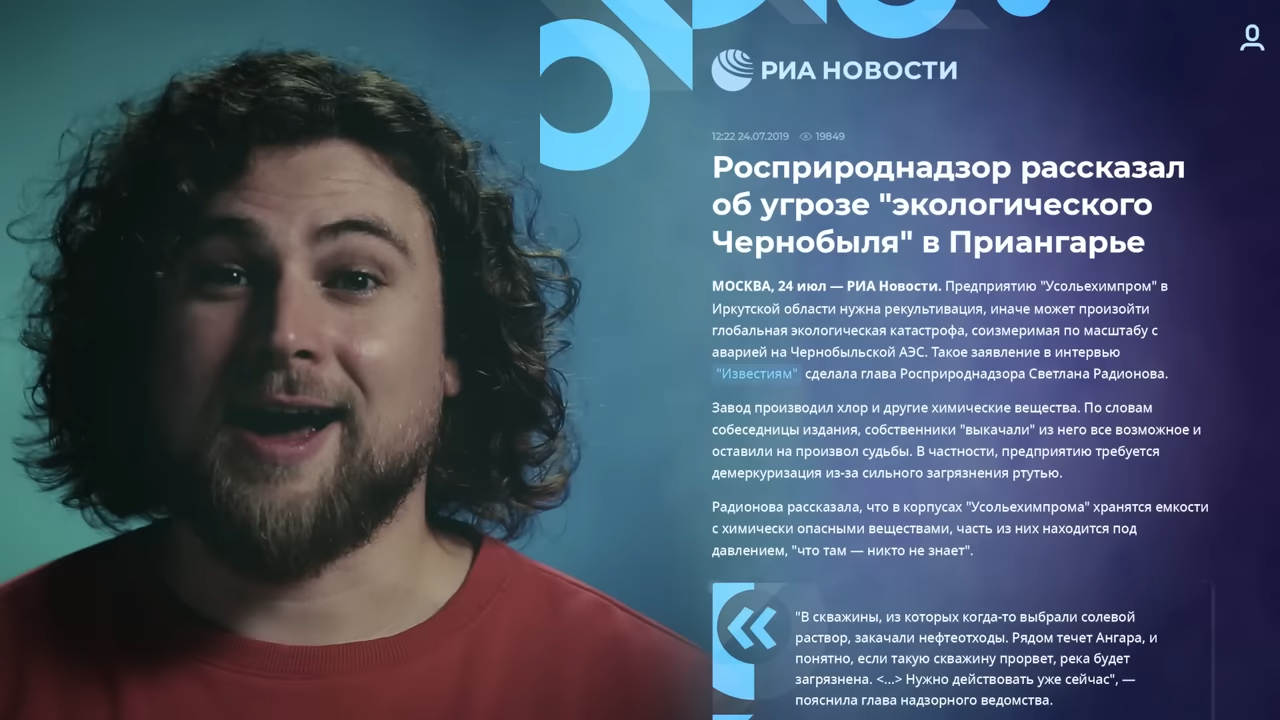 РИА НОВОСТИ
12:22 24.07.2019 19849
Росприроднадзор рассказал
об угрозе "экологического
Чернобыля" в Приангарье
МОСКВА, 24 июл — РИА Новости. Предприятию "Усольехимпром" в
Иркутской области нужна рекультивация, иначе может произойти
глобальная экологическая катастрофа, соизмеримая по масштабу с
аварией на Чернобыльской АЭС. Такое заявление в интервью
"Известиям" сделала глава Росприроднадзора Светлана Радионова.
Завод производил хлор и другие химические вещества. По словам
собеседницы издания, собственники "выкачали" из него все возможное и
оставили на произвол судьбы. В частности, предприятию требуется
демеркуризация из-за сильного загрязнения ртутью.
Радионова рассказала, что в корпусах "Усольехимпрома" хранятся емкости
с химически опасными веществами, часть из них находится под
давлением, "что там — никто не знает".
"В скважины, из которых когда-то выбрали солевой
раствор, закачали нефтеотходы. Рядом течет Ангара, и
понятно, если такую скважину прорвет, река будет
загрязнена. <...> Нужно действовать уже сейчас", —
пояснила глава надзорного ведомства.